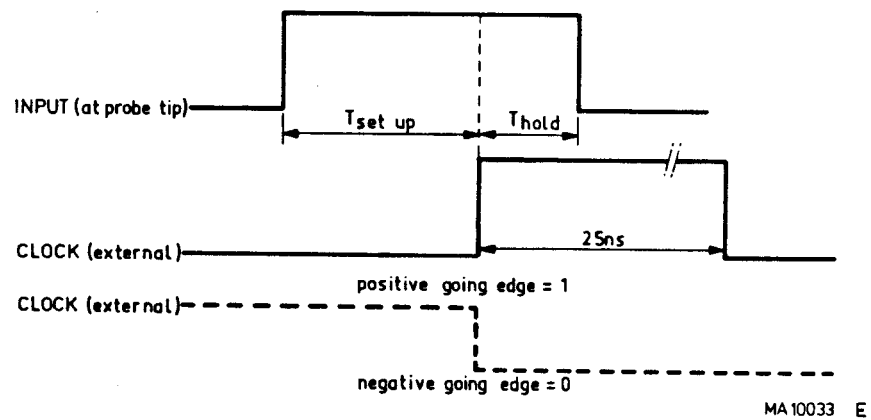 INPUT (at probe tip)
Tset up
Thold
25ns
CLOCK (external)
positive going edge = 1
CLOCK (external)
negative going edge = 0
MA 10033 E